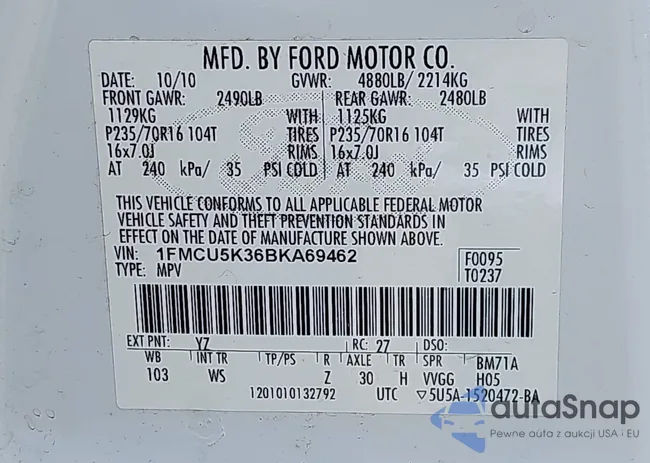 MFD. BY FORD MOTOR CO.
DATE: 10/10 GVWR: 4880LB/ 2214KG
FRONT GAWR: 2490LB REAR GAWR: 2480LB
1129KG WITH 1125KG WITH
P235/70R16 104T TIRES P235/70R16 104T TIRES
16x7.0J RIMS 16x7.0J RIMS
AT 240 kPa/ 35 PSI COLD AT 240 kPa/ 35 PSI COLD
THIS VEHICLE CONFORMS TO ALL APPLICABLE FEDERAL MOTOR
VEHICLE SAFETY AND THEFT PREVENTION STANDARDS IN
EFFECT ON THE DATE OF MANUFACTURE SHOWN ABOVE.
VIN: 1FMCU5K36BKA69462 F0095
TYPE: MPV T0237
EXT PNT: YZ RC: 27 DSO:
WB INT TR TP/PS R AXLE TR SPR BM71A
103 WS Z 30 H VVGG H05
1201010132792 UTC ▽5U5A-1520472-BA
autoSnap
Pewne auta z aukcji USA i EU